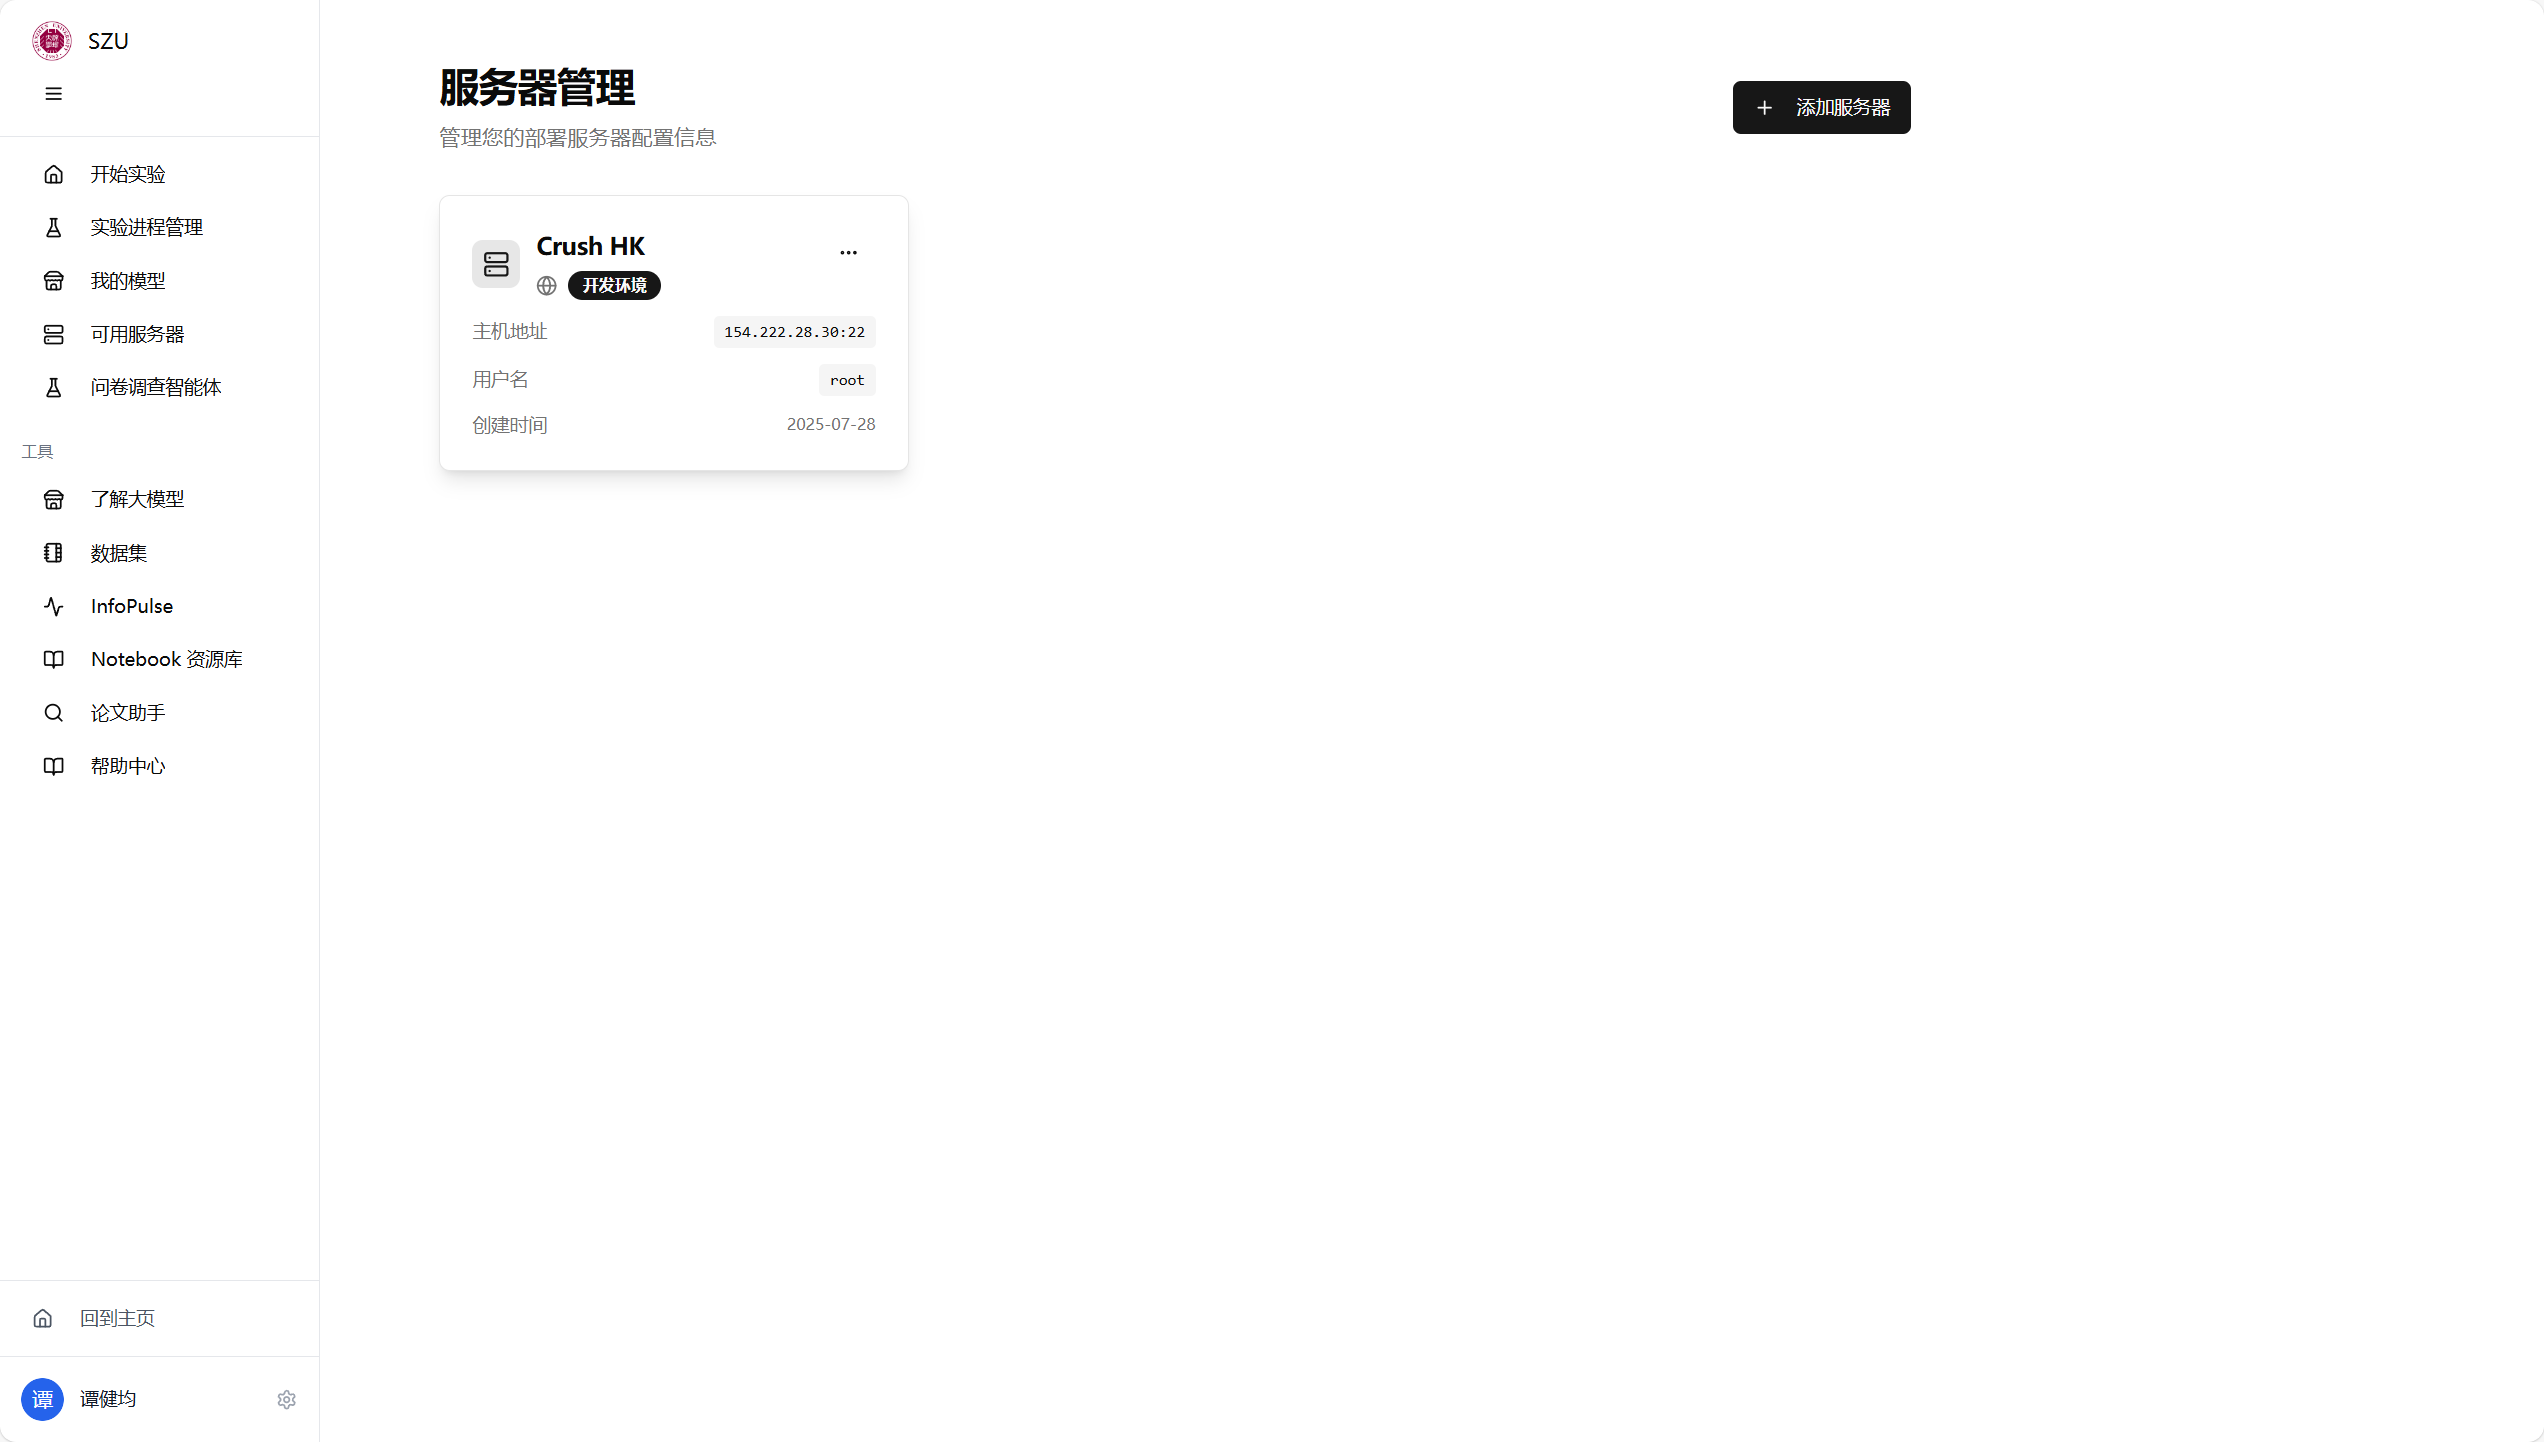 SZU
开始实验
实验进程管理
我的模型
可用服务器
问卷调查智能体
工具
了解大模型
数据集
InfoPulse
Notebook 资源库
论文助手
帮助中心
回到主页
谭 谭健均
服务器管理
管理您的部署服务器配置信息
添加服务器
Crush HK
开发环境
主机地址 154.222.28.30:22
用户名 root
创建时间 2025-07-28